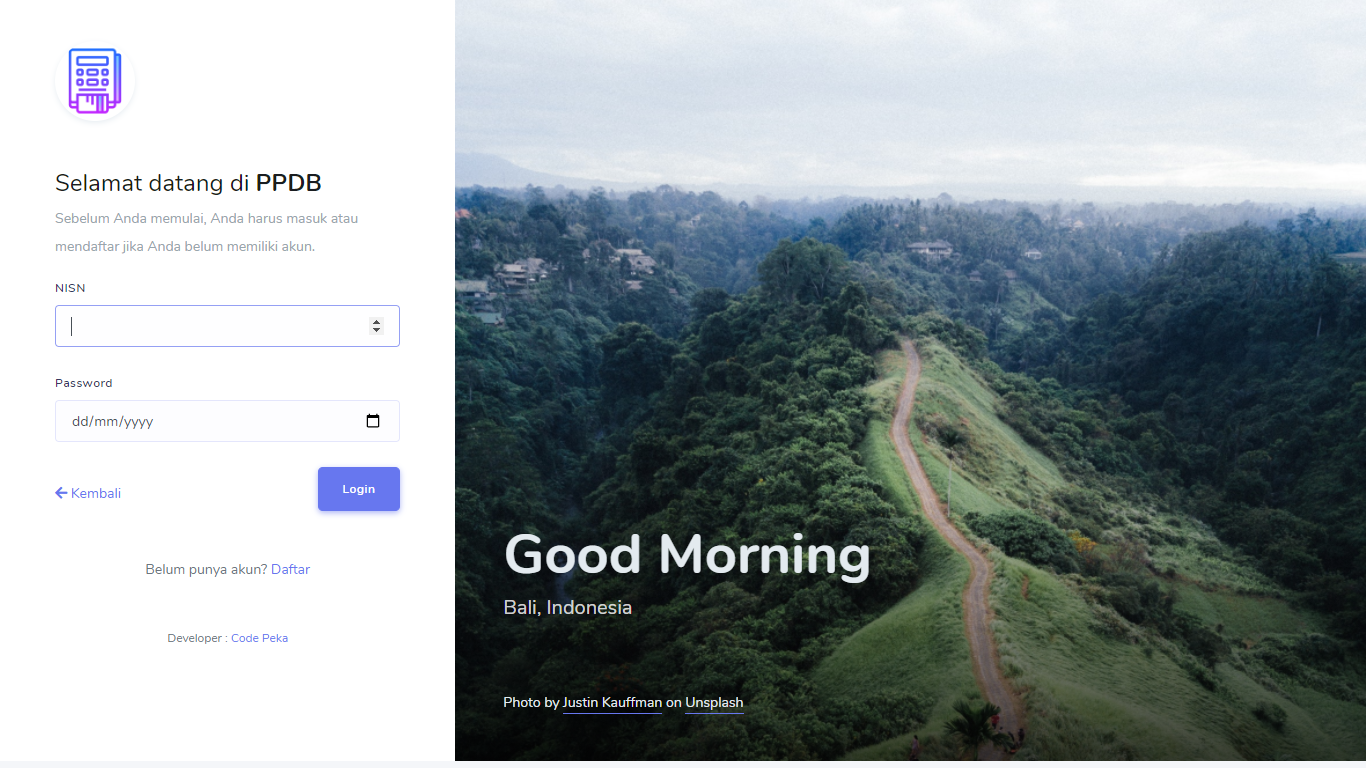 Selamat datang di PPDB
Sebelum Anda memulai, Anda harus masuk atau
mendaftar jika Anda belum memiliki akun.
NISN
Password
dd/mm/yyyy
Kembali
Login
Belum punya akun? Daftar
Developer : Code Peka
Good Morning
Bali, Indonesia
Photo by Justin Kauffman on Unsplash